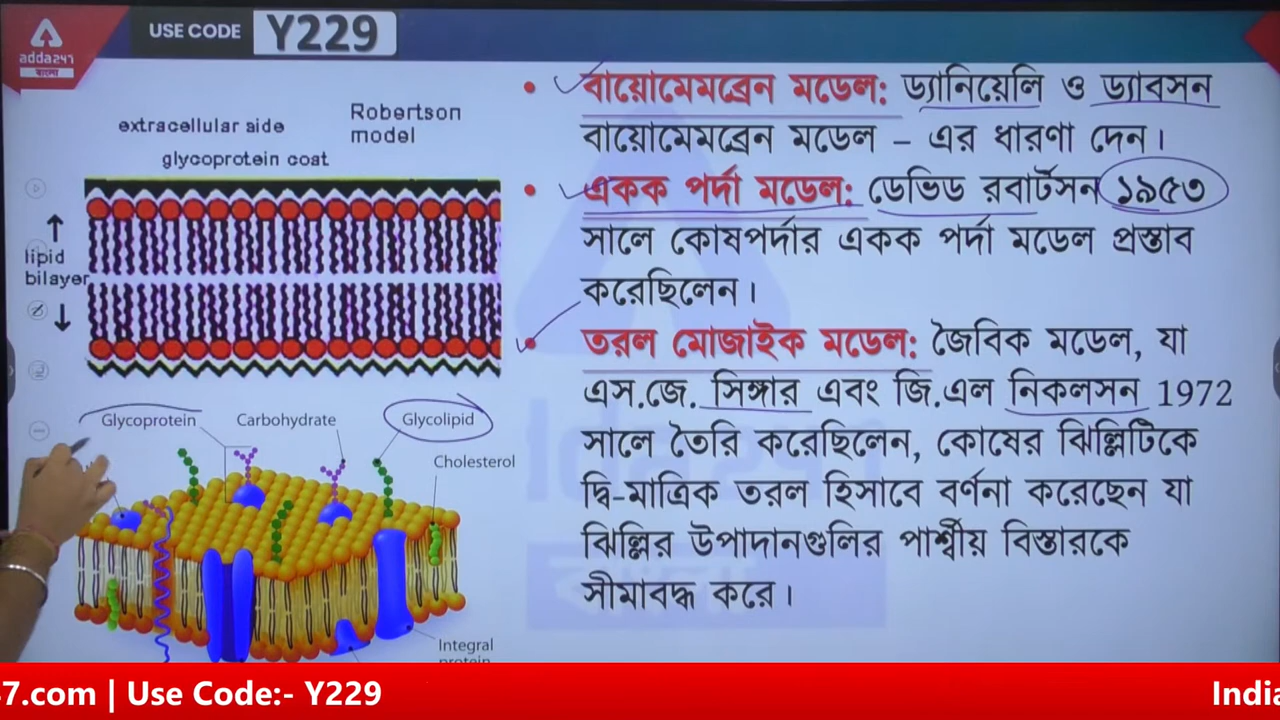 USE CODE Y229
adda247
বাংলা
Robertson
model
extracellular aide
glycoprotein coat
lipid
bilayer
Glycoprotein Carbohydrate Glycolipid
Cholesterol
Integral
protein
• বায়োমেমব্রেন মডেল: ড্যানিয়েলি ও ড্যাবসন
বায়োমেমব্রেন মডেল – এর ধারণা দেন।
• একক পর্দা মডেল: ডেভিড রবার্টসন ১৯৫৩
সালে কোষপর্দার একক পর্দা মডেল প্রস্তাব
করেছিলেন।
• তরল মোজাইক মডেল: জৈবিক মডেল, যা
এস.জে. সিঙ্গার এবং জি.এল নিকলসন 1972
সালে তৈরি করেছিলেন, কোষের ঝিল্লিটিকে
দ্বি-মাত্রিক তরল হিসাবে বর্ণনা করেছেন যা
ঝিল্লির উপাদানগুলির পার্শ্বীয় বিস্তারকে
সীমাবদ্ধ করে।
7.com | Use Code:- Y229
India